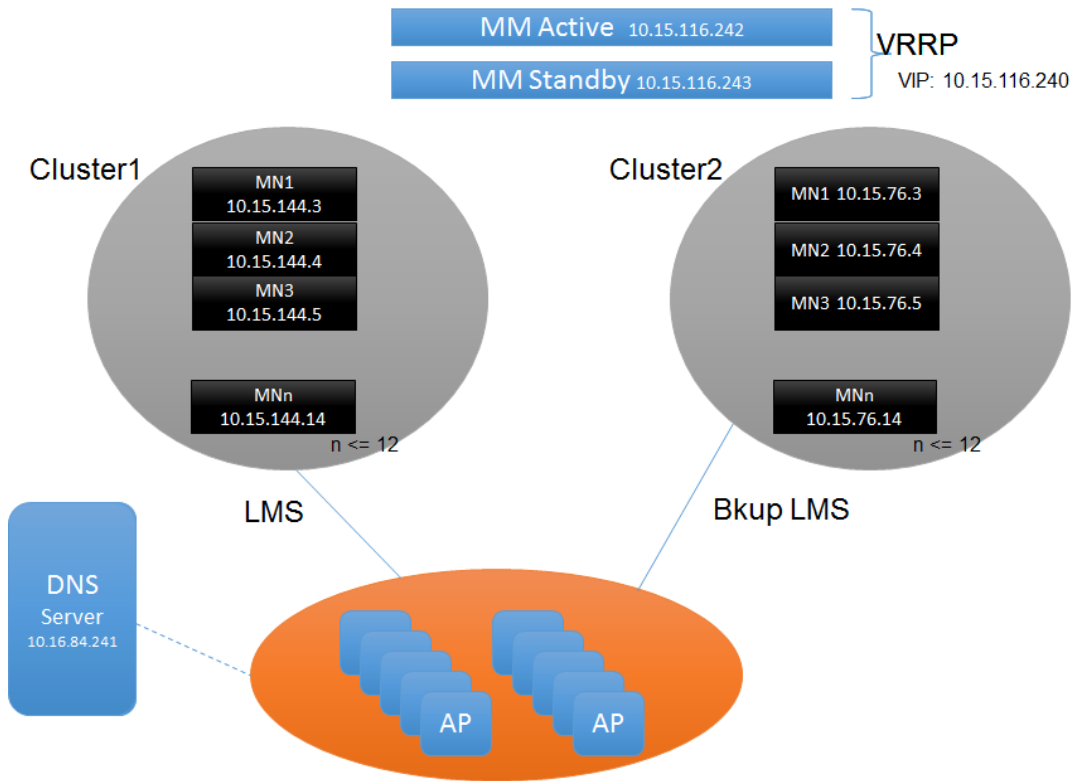 MM Active 10.15.116.242
MM Standby 10.15.116.243
VRRP
VIP: 10.15.116.240
Cluster1
MN1
10.15.144.3
MN2
10.15.144.4
MN3
10.15.144.5
MNn
10.15.144.14
n <= 12
Cluster2
MN1 10.15.76.3
MN2 10.15.76.4
MN3 10.15.76.5
MNn
10.15.76.14
n <= 12
LMS
Bkup LMS
DNS
Server
10.16.84.241
AP
AP